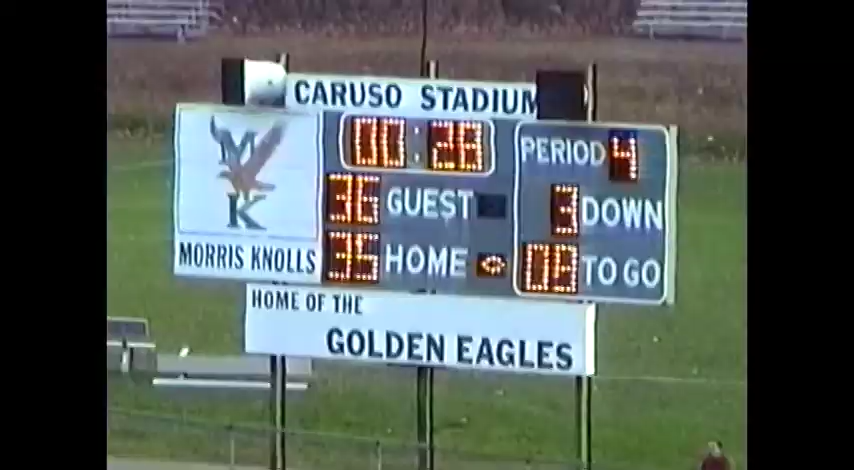 CARUSO STADIUM
MK
MORRIS KNOLLS
00:28
36 GUEST
35 HOME
PERIOD 4
3 DOWN
08 TO GO
HOME OF THE
GOLDEN EAGLES